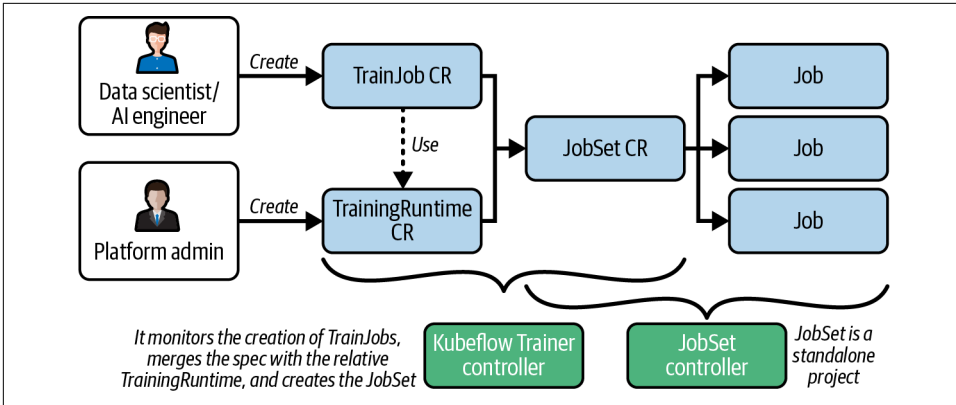 Data scientist/
AI engineer
Create
TrainJob CR
Use
Platform admin
Create
TrainingRuntime
CR
JobSet CR
Job
Job
Job
It monitors the creation of TrainJobs,
merges the spec with the relative
TrainingRuntime, and creates the JobSet
Kubeflow Trainer
controller
JobSet
controller
JobSet is a
standalone
project